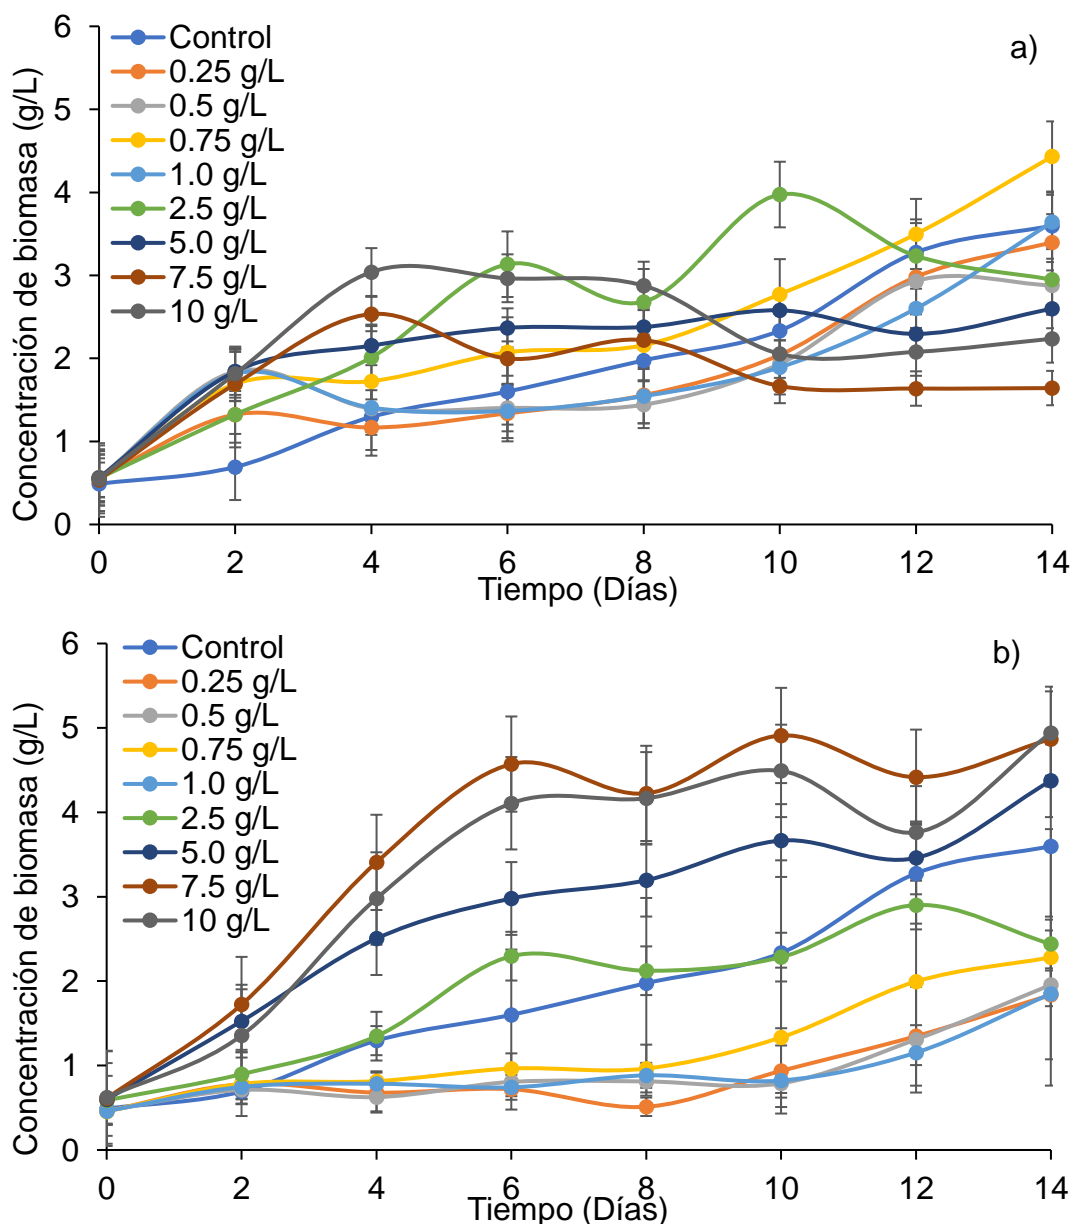 a)
Concentración de biomasa (g/L)
6
5
4
3
2
1
0
Control
0.25 g/L
0.5 g/L
0.75 g/L
1.0 g/L
2.5 g/L
5.0 g/L
7.5 g/L
10 g/L
0 2 4 6 8 10 12 14
Tiempo (Días)
b)
Concentración de biomasa (g/L)
6
5
4
3
2
1
0
Control
0.25 g/L
0.5 g/L
0.75 g/L
1.0 g/L
2.5 g/L
5.0 g/L
7.5 g/L
10 g/L
0 2 4 6 8 10 12 14
Tiempo (Días)